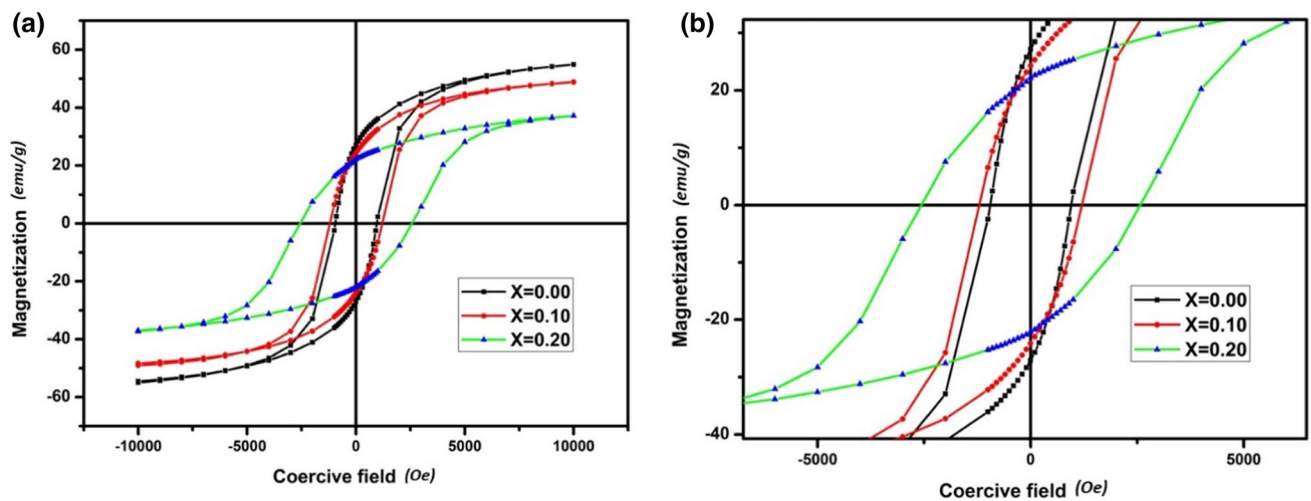 (a)
60
40
20
0
-20
-40
-60
Magnetization (emu/g)
X=0.00
X=0.10
X=0.20
-10000 -5000 0 5000 10000
Coercive field (Oe)
(b)
20
0
-20
-40
Magnetization (emu/g)
X=0.00
X=0.10
X=0.20
-5000 0 5000
Coercive field (Oe)